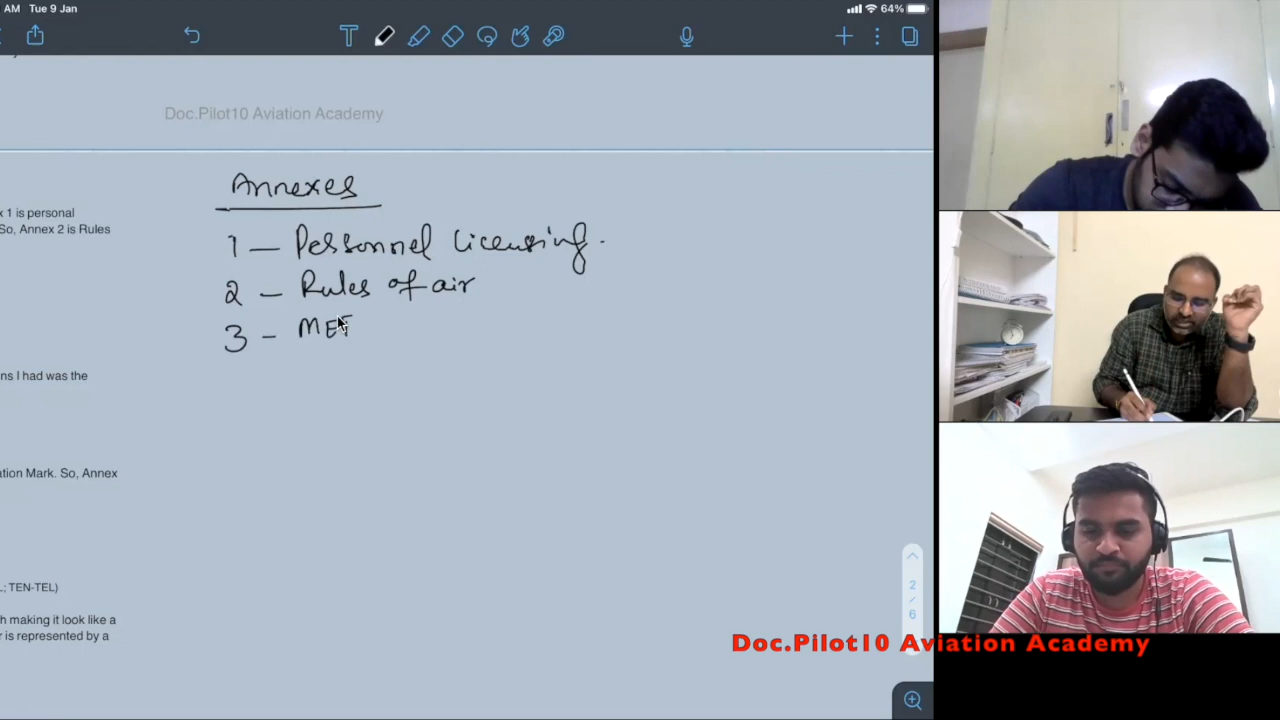 AM Tue 9 Jan 64%
T
Doc.Pilot10 Aviation Academy
Annexes
x 1 is personal
So, Annex 2 is Rules
1 — Personnel Licensing.
2 – Rules of air
3 – MET
ns I had was the
ation Mark. So, Annex
L; TEN-TEL)
h making it look like a
r is represented by a
2
/
6
Doc.Pilot10 Aviation Academy